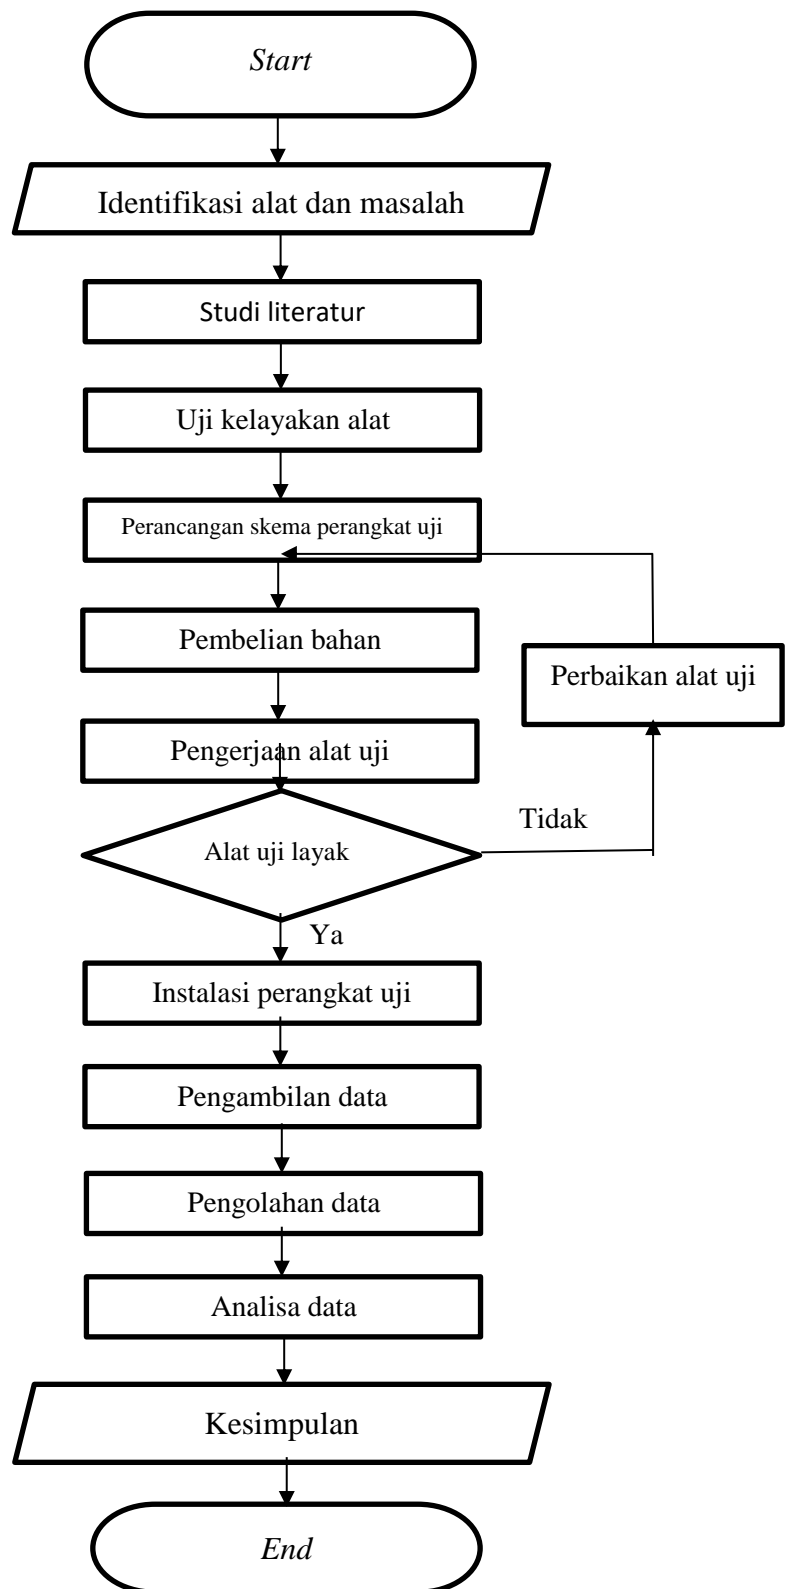 Start
Identifikasi alat dan masalah
Studi literatur
Uji kelayakan alat
Perancangan skema perangkat uji
Pembelian bahan
Perbaikan alat uji
Pengerjaan alat uji
Tidak
Alat uji layak
Ya
Instalasi perangkat uji
Pengambilan data
Pengolahan data
Analisa data
Kesimpulan
End